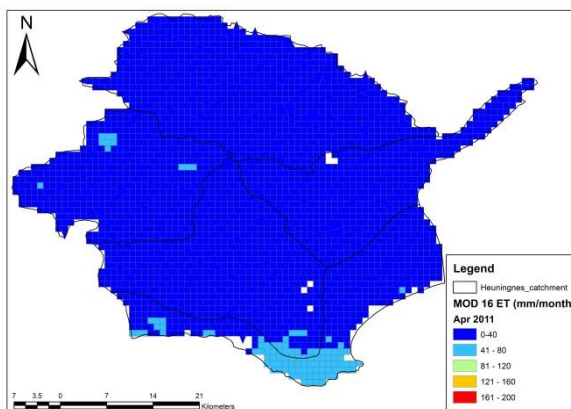 N
Legend
Heuningnes_catchment
MOD 16 ET (mm/month
Apr 2011
0-40
41 - 80
81 - 120
121 - 160
161 - 200
7 3.5 0 7 14 21
Kilometers